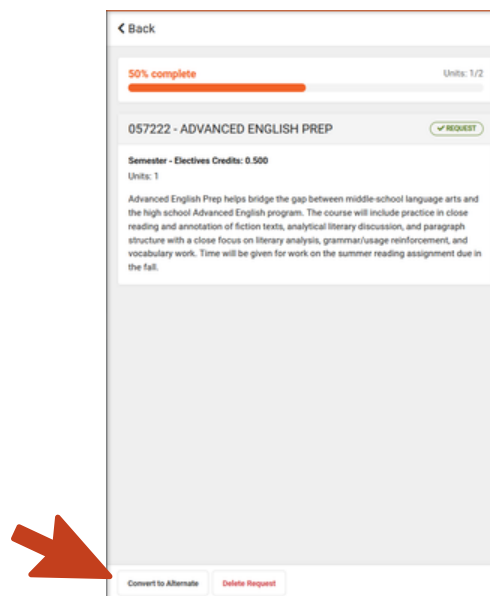 Back
50% complete Units: 1/2
057222 - ADVANCED ENGLISH PREP REQUEST
Semester - Electives Credits: 0.500
Units: 1
Advanced English Prep helps bridge the gap between middle-school language arts and
the high school Advanced English program. The course will include practice in close
reading and annotation of fiction texts, analytical literary discussion, and paragraph
structure with a close focus on literary analysis, grammar/usage reinforcement, and
vocabulary work. Time will be given for work on the summer reading assignment due in
the fall.
Convert to Alternate Delete Request